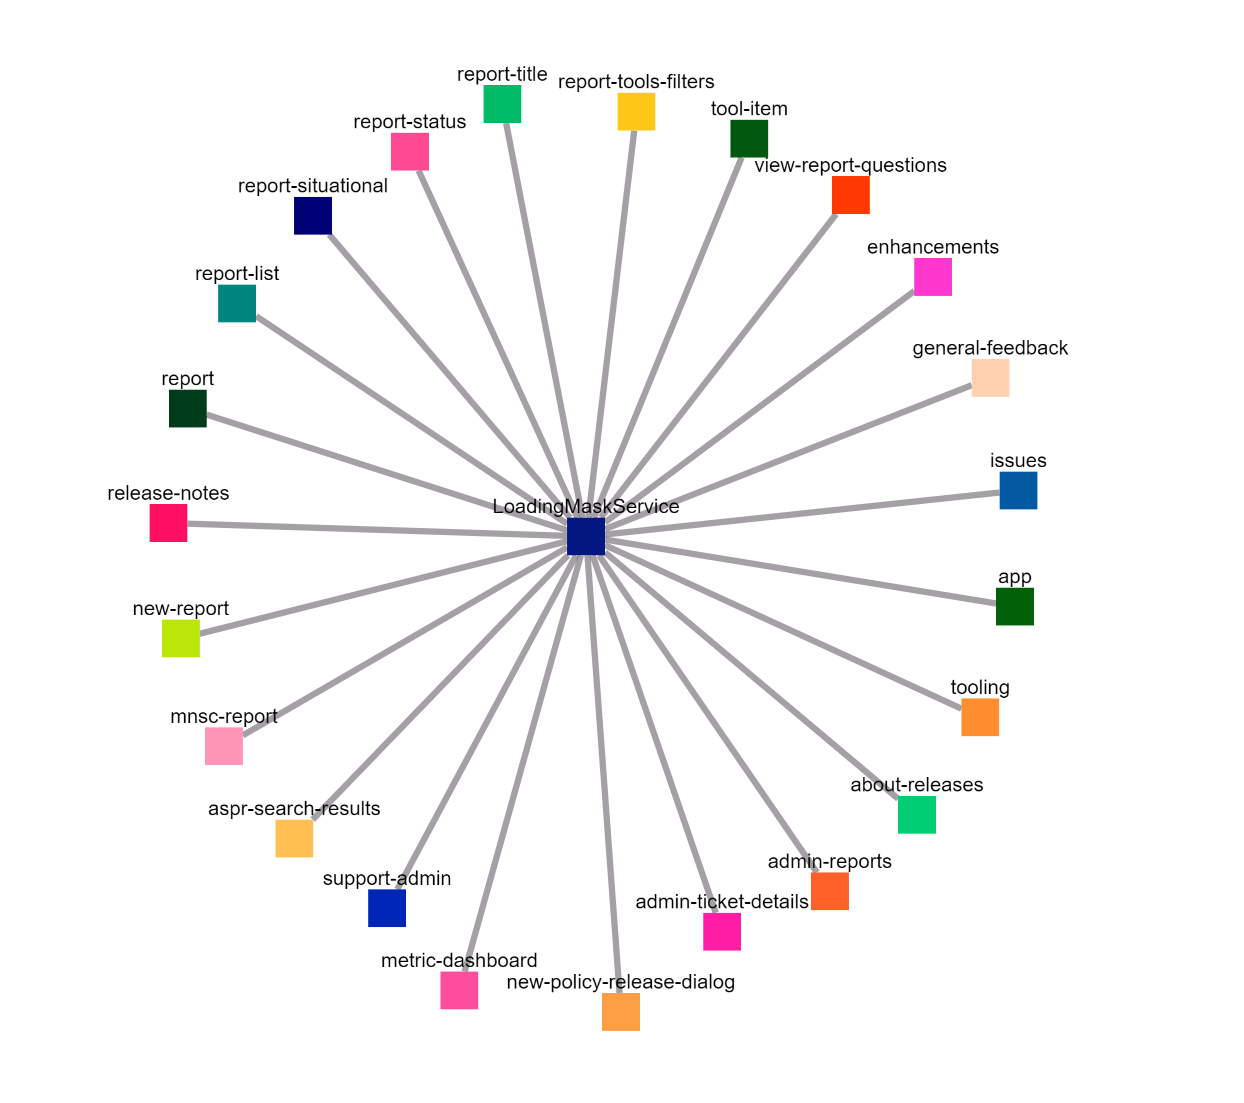 report-title
report-tools-filters
tool-item
report-status
view-report-questions
report-situational
enhancements
report-list
general-feedback
report
issues
release-notes
LoadingMaskService
app
new-report
tooling
mnsc-report
about-releases
aspr-search-results
admin-reports
support-admin
admin-ticket-details
metric-dashboard
new-policy-release-dialog